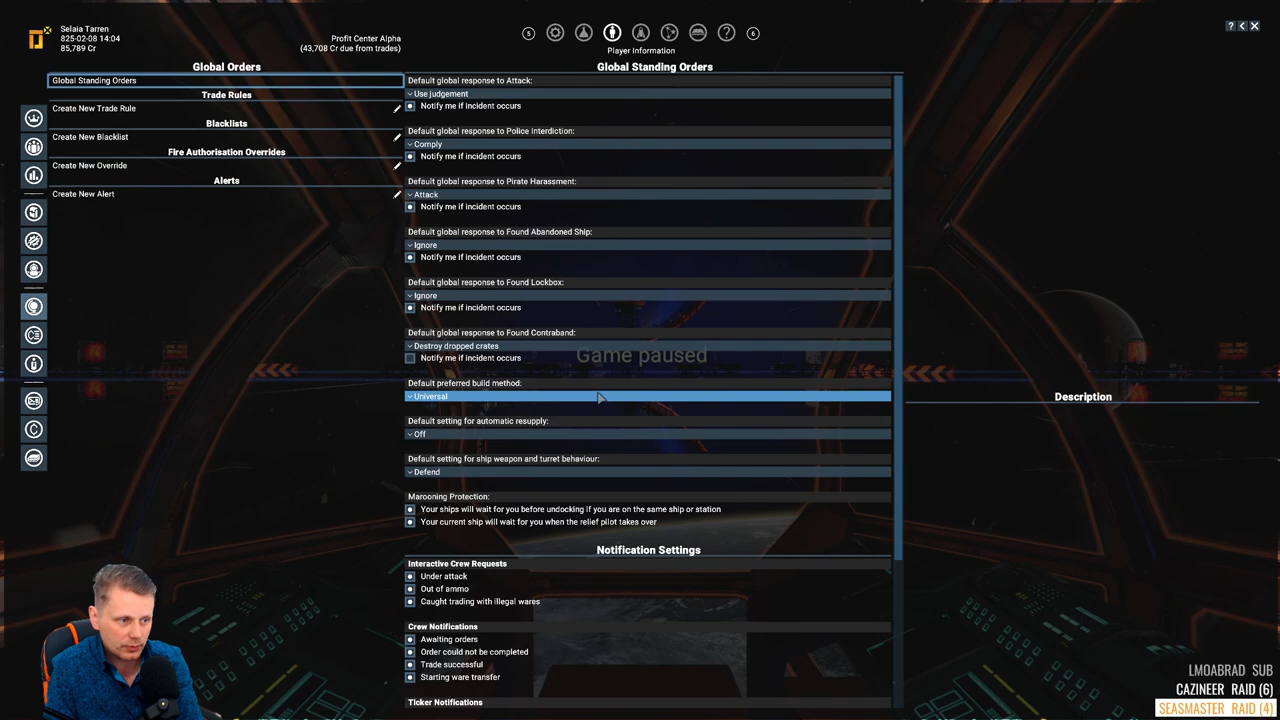 Selaia Tarren
825-02-08 14:04
85,789 Cr
Profit Center Alpha
(43,708 Cr due from trades)
5
?
6
Player Information
?
Global Orders
Global Standing Orders
Trade Rules
Create New Trade Rule
Blacklists
Create New Blacklist
Fire Authorisation Overrides
Create New Override
Alerts
Create New Alert
Global Standing Orders
Default global response to Attack:
Use judgement
Notify me if incident occurs
Default global response to Police Interdiction:
Comply
Notify me if incident occurs
Default global response to Pirate Harassment:
Attack
Notify me if incident occurs
Default global response to Found Abandoned Ship:
Ignore
Notify me if incident occurs
Default global response to Found Lockbox:
Ignore
Notify me if incident occurs
Default global response to Found Contraband:
Destroy dropped crates
Game paused
Notify me if incident occurs
Default preferred build method:
Universal
Default setting for automatic resupply:
Off
Default setting for ship weapon and turret behaviour:
Defend
Marooning Protection:
Your ships will wait for you before undocking if you are on the same ship or station
Your current ship will wait for you when the relief pilot takes over
Notification Settings
Interactive Crew Requests
Under attack
Out of ammo
Caught trading with illegal wares
Crew Notifications
Awaiting orders
Order could not be completed
Trade successful
Starting ware transfer
Ticker Notifications
Description
LMOABRAD SUB
CAZINEER RAID (6)
SEASMASTER RAID (4)